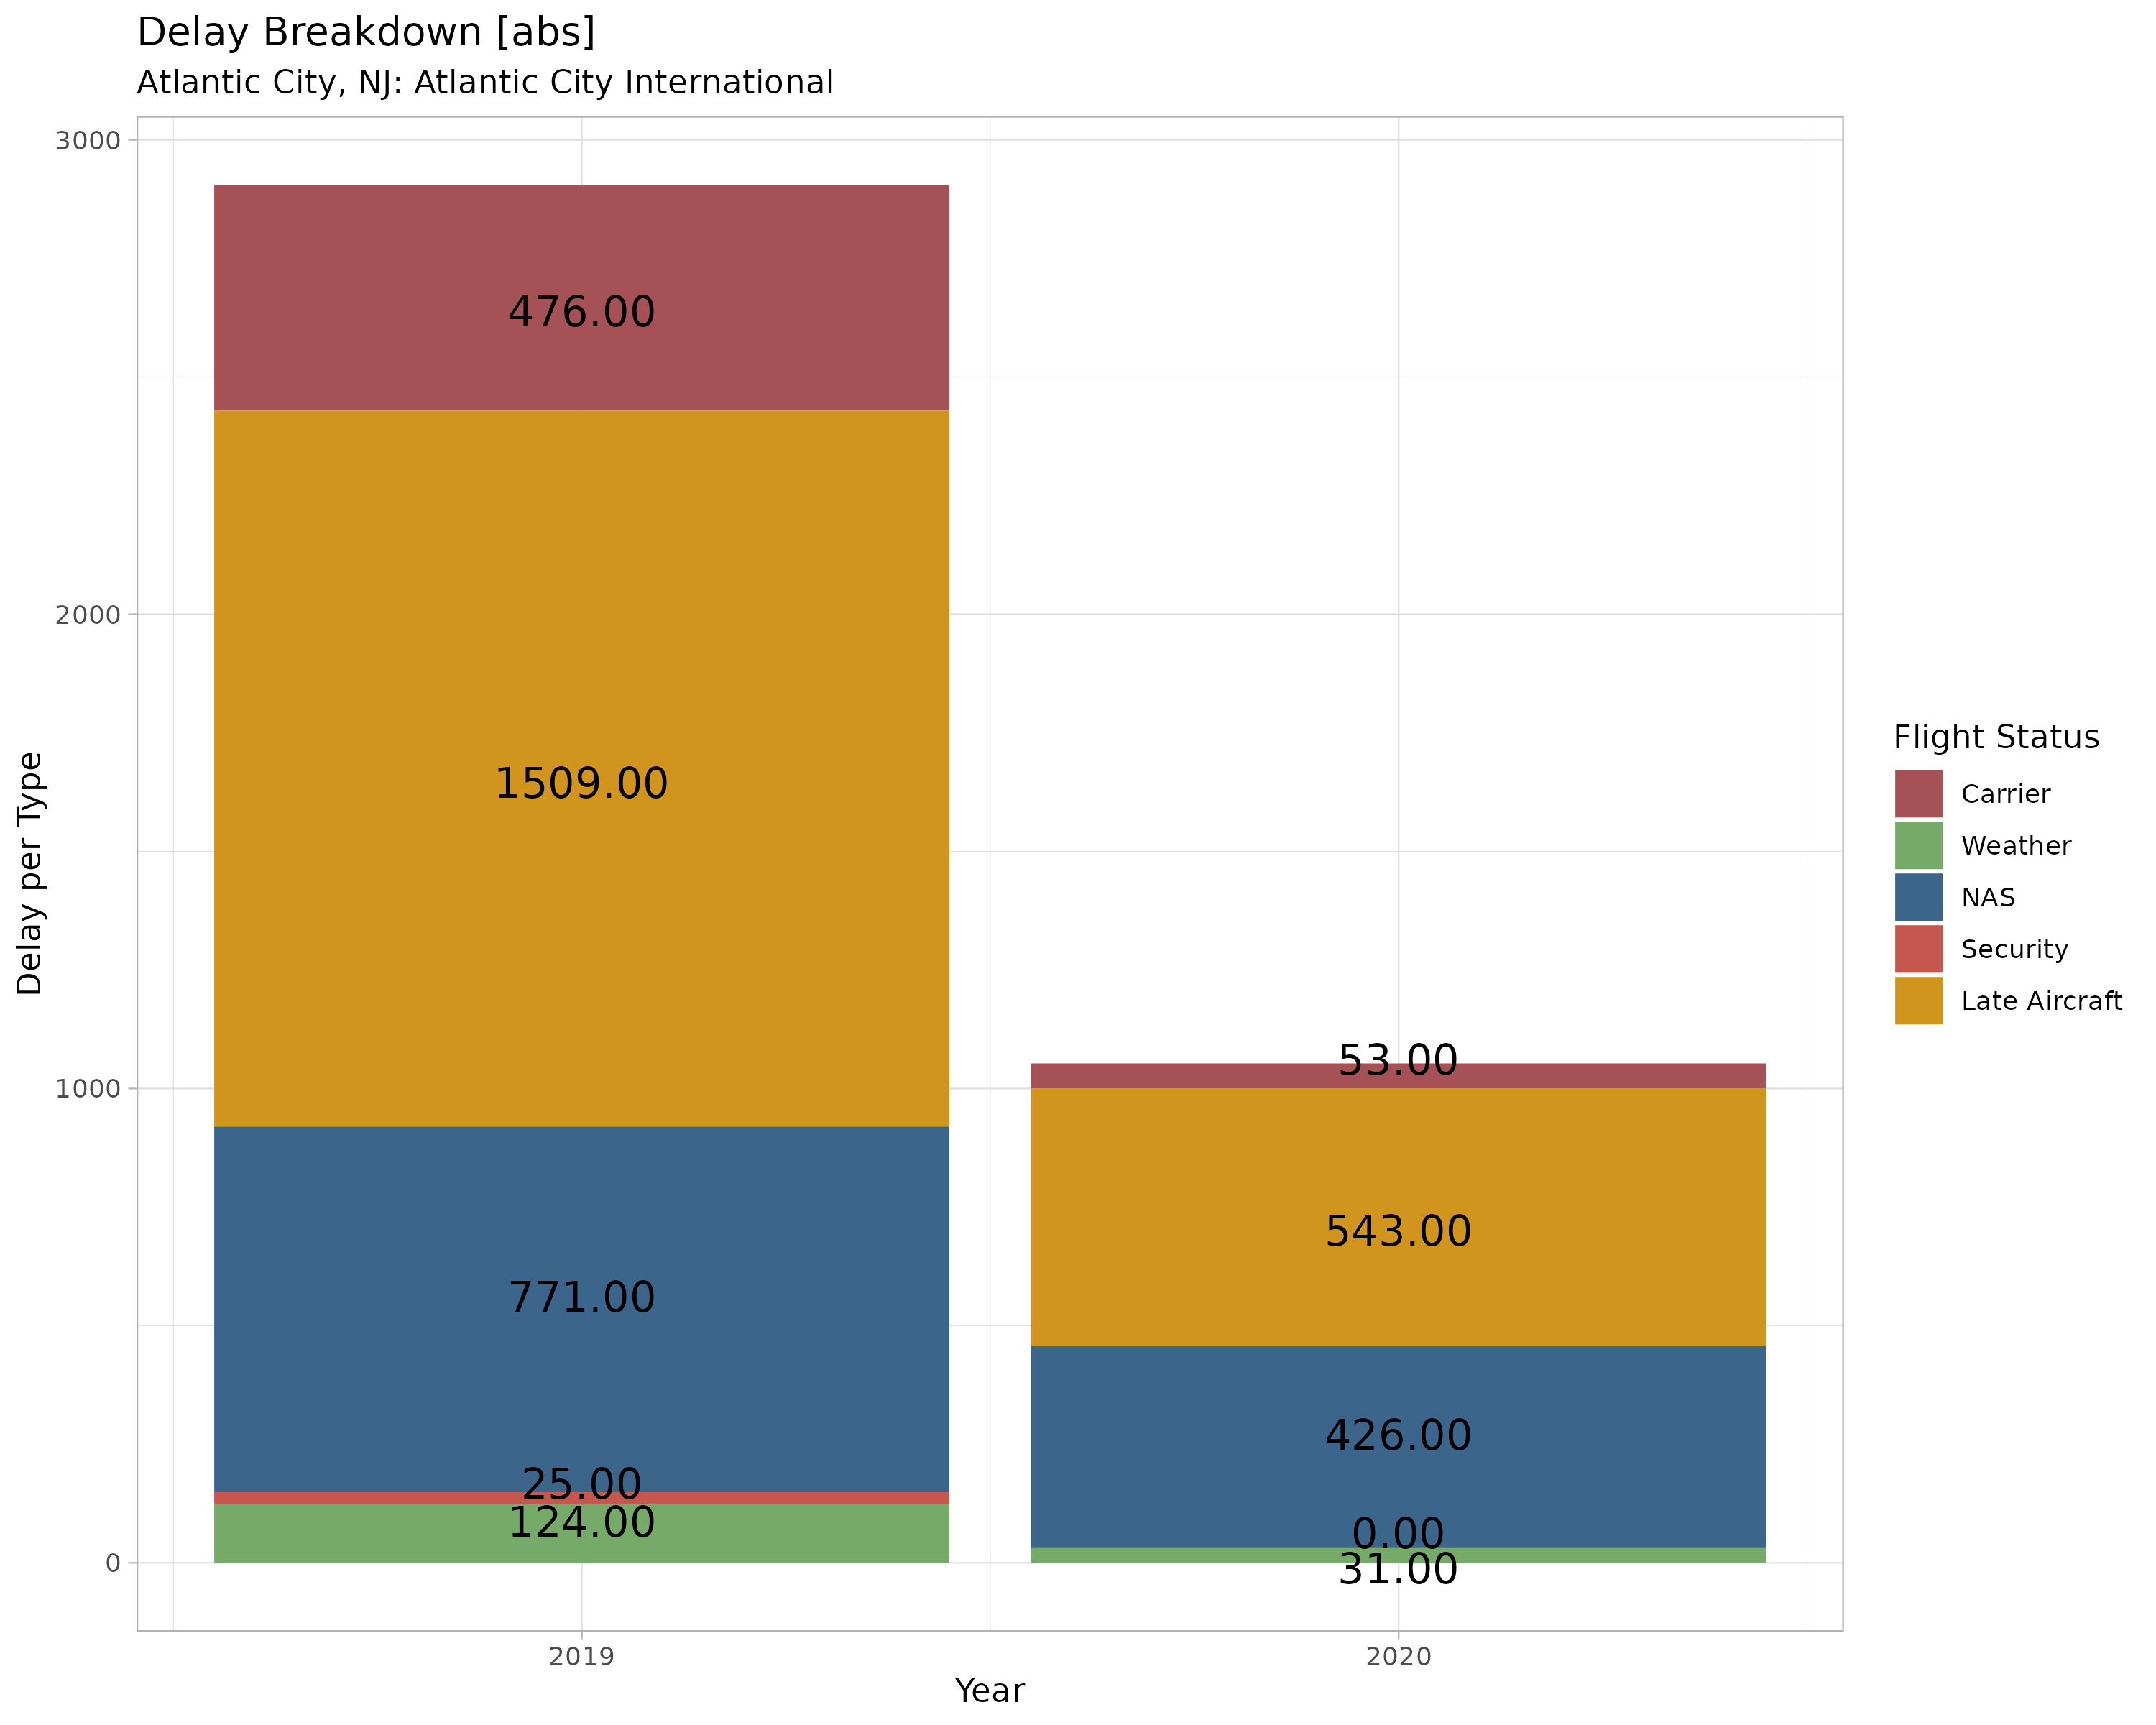 Delay Breakdown [abs]
Atlantic City, NJ: Atlantic City International
3000
2000
1000
0
Delay per Type
476.00
1509.00
771.00
25.00
124.00
53.00
543.00
426.00
0.00
31.00
2019
2020
Year
Flight Status
Carrier
Weather
NAS
Security
Late Aircraft